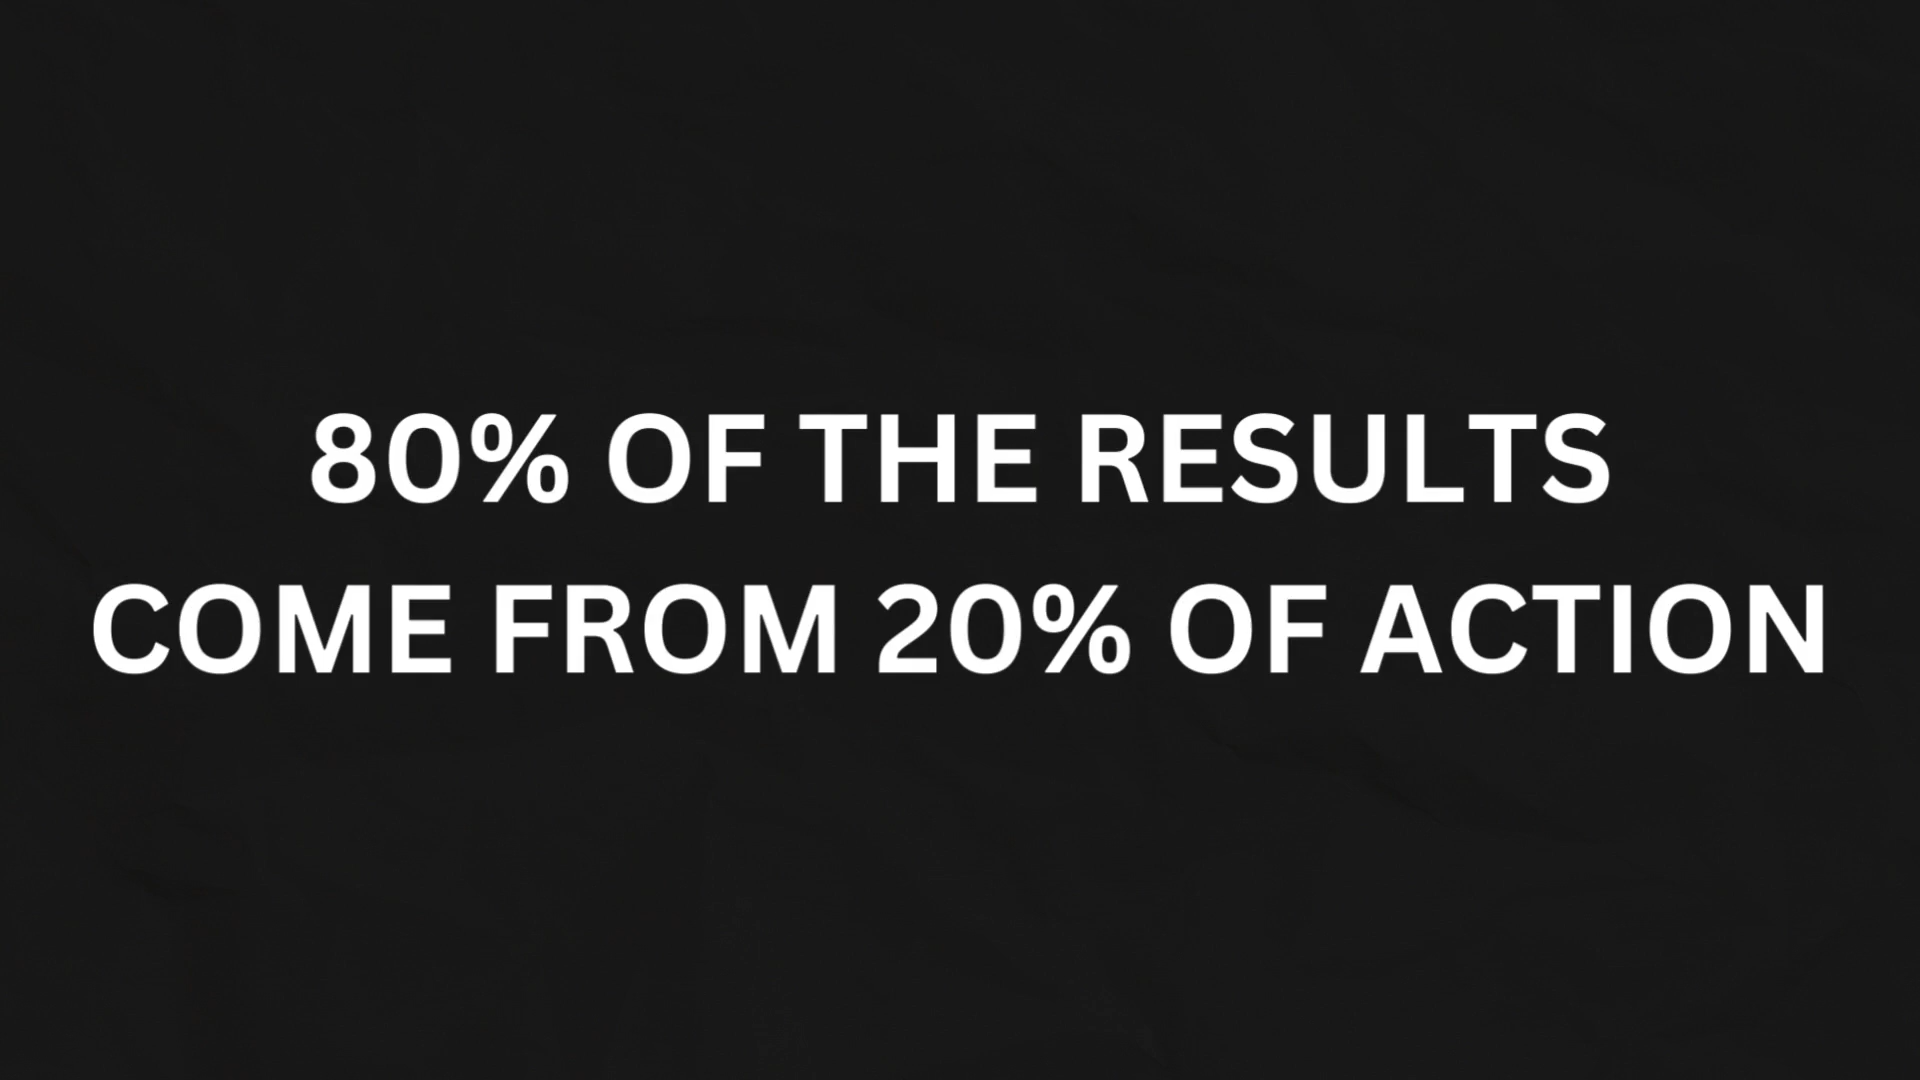 80% OF THE RESULTS
COME FROM 20% OF ACTION